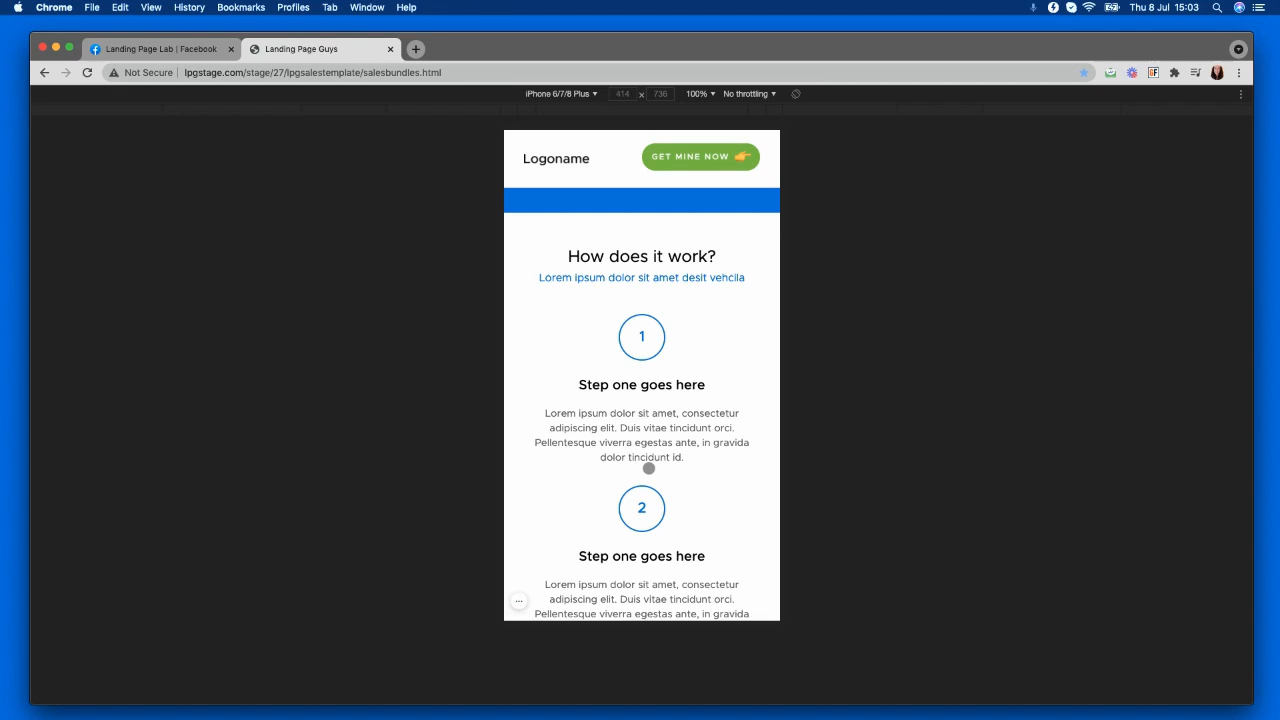 Chrome File Edit View History Bookmarks Profiles Tab Window Help Thu 8 Jul 15:03
Landing Page Lab | Facebook Landing Page Guys
Not Secure lpgstage.com/stage/27/lpgsalestemplate/salesbundles.html GF
iPhone 6/7/8 Plus 414 x 736 100% No throttling
Logoname GET MINE NOW
How does it work?
Lorem ipsum dolor sit amet desit vehcila
1
Step one goes here
Lorem ipsum dolor sit amet, consectetur
adipiscing elit. Duis vitae tincidunt orci.
Pellentesque viverra egestas ante, in gravida
dolor tincidunt id.
2
Step one goes here
Lorem ipsum dolor sit amet, consectetur
adipiscing elit. Duis vitae tincidunt orci.
Pellentesque viverra egestas ante, in gravida